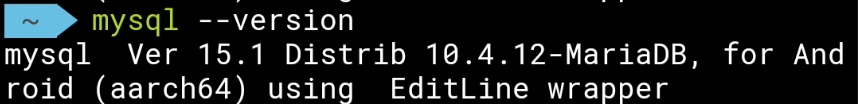 ~ mysql --version
mysql  Ver 15.1 Distrib 10.4.12-MariaDB, for And
roid (aarch64) using  EditLine wrapper